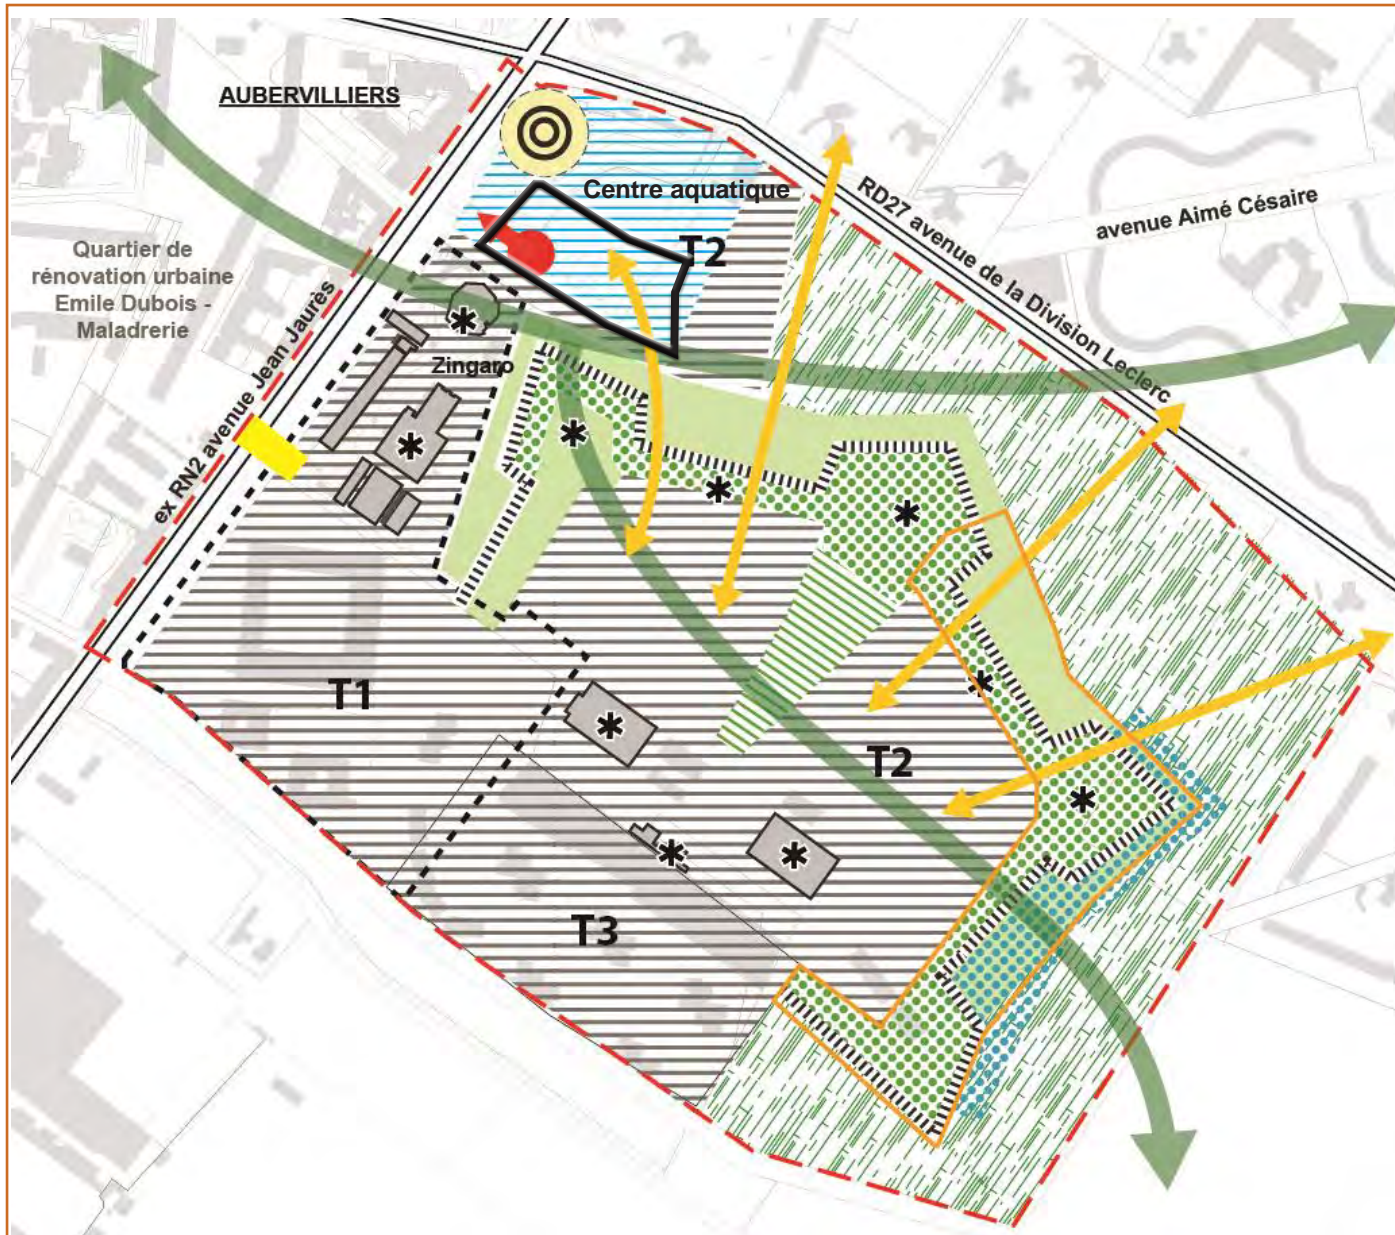 AUBERVILLIERS
Centre aquatique
RD27 avenue de la Division Leclerc
avenue Aimé Césaire
T2
Quartier de
rénovation urbaine
Emile Dubois -
Maladrerie
ex RN2 avenue Jean Jaurès
Zingaro
T1
T2
T3